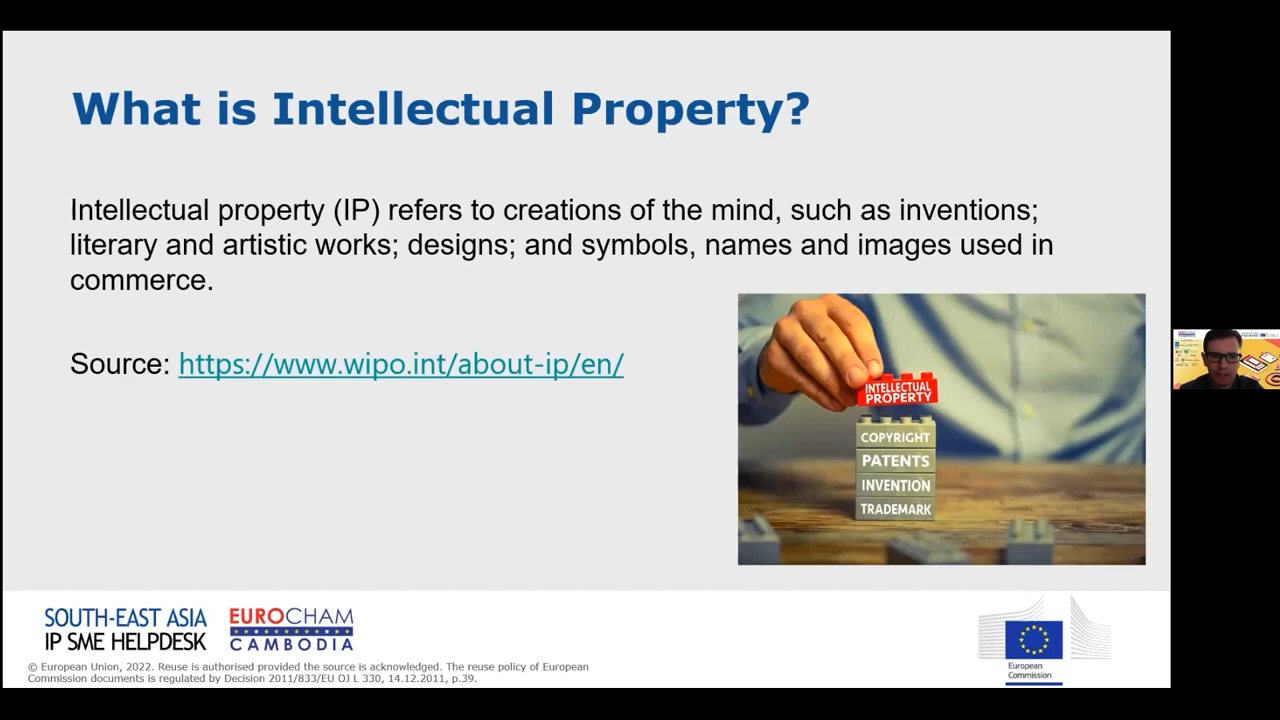 What is Intellectual Property?
Intellectual property (IP) refers to creations of the mind, such as inventions;
literary and artistic works; designs; and symbols, names and images used in
commerce.
Source: https://www.wipo.int/about-ip/en/
INTELLECTUAL
PROPERTY
COPYRIGHT
PATENTS
INVENTION
TRADEMARK
SOUTH-EAST ASIA
IP SME HELPDESK
EUROCHAM
CAMBODIA
European
Commission
© European Union, 2022. Reuse is authorised provided the source is acknowledged. The reuse policy of European
Commission documents is regulated by Decision 2011/833/EU OJ L 330, 14.12.2011, p.39.